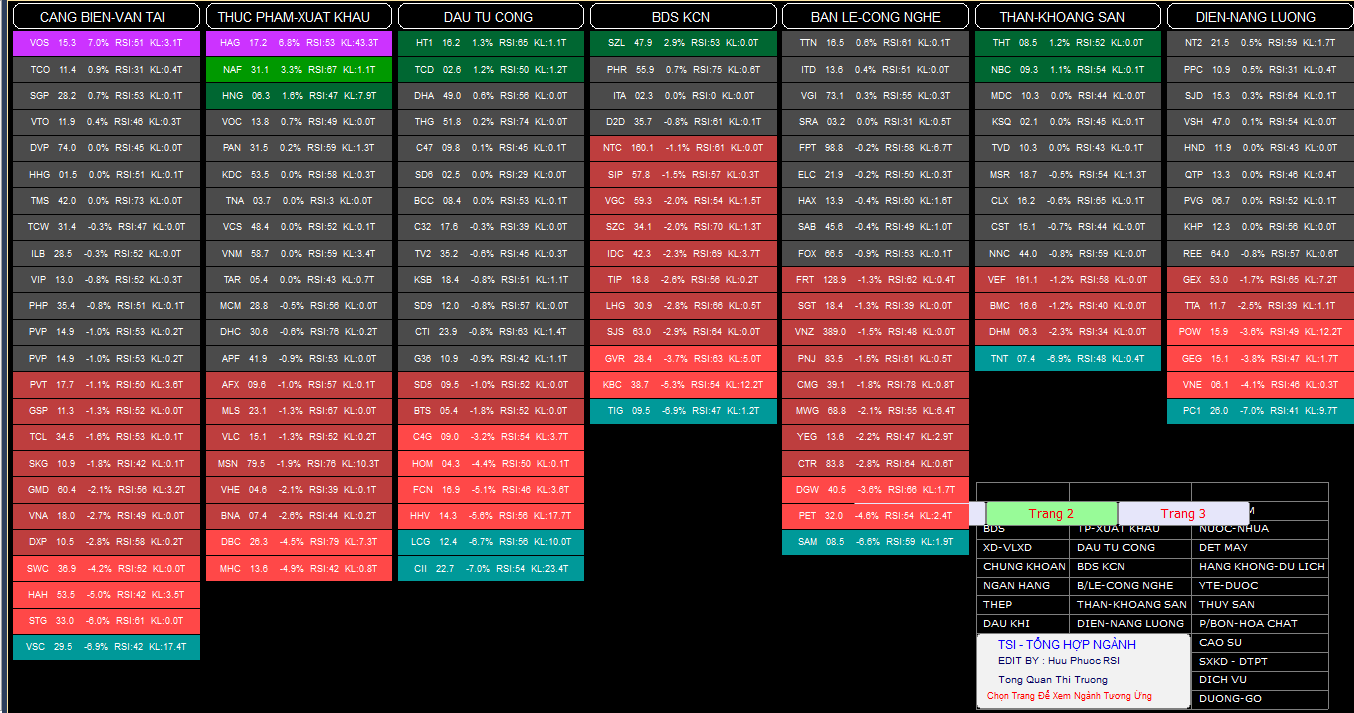 CANG BIEN-VAN TAI
VOS 15.3 7.0% RSI:51 KL:3.1T
TCO 11.4 0.9% RSI:31 KL:0.4T
SGP 28.2 0.7% RSI:53 KL:0.1T
VTO 11.9 0.4% RSI:46 KL:0.3T
DVP 74.0 0.0% RSI:45 KL:0.0T
HHG 01.5 0.0% RSI:51 KL:0.1T
TMS 42.0 0.0% RSI:73 KL:0.0T
TCW 31.4 -0.3% RSI:47 KL:0.0T
ILB 28.5 -0.3% RSI:52 KL:0.0T
VIP 13.0 -0.8% RSI:52 KL:0.3T
PHP 35.4 -0.8% RSI:51 KL:0.1T
PVP 14.9 -1.0% RSI:53 KL:0.2T
PVP 14.9 -1.0% RSI:53 KL:0.2T
PVT 17.7 -1.1% RSI:50 KL:3.6T
GSP 11.3 -1.3% RSI:52 KL:0.0T
TCL 34.5 -1.6% RSI:53 KL:0.1T
SKG 10.9 -1.8% RSI:42 KL:0.1T
GMD 60.4 -2.1% RSI:56 KL:3.2T
VNA 18.0 -2.7% RSI:49 KL:0.0T
DXP 10.5 -2.8% RSI:58 KL:0.2T
SWC 36.9 -4.2% RSI:52 KL:0.0T
HAH 53.5 -5.0% RSI:42 KL:3.5T
STG 33.0 -6.0% RSI:61 KL:0.0T
VSC 29.5 -6.9% RSI:42 KL:17.4T
THUC PHAM-XUAT KHAU
HAG 17.2 6.8% RSI:53 KL:43.3T
NAF 31.1 3.3% RSI:67 KL:1.1T
HNG 06.3 1.6% RSI:47 KL:7.9T
VOC 13.8 0.7% RSI:49 KL:0.0T
PAN 31.5 0.2% RSI:59 KL:1.3T
KDC 53.5 0.0% RSI:58 KL:0.3T
TNA 03.7 0.0% RSI:3 KL:0.0T
VCS 48.4 0.0% RSI:52 KL:0.1T
VNM 58.7 0.0% RSI:59 KL:3.4T
TAR 05.4 0.0% RSI:43 KL:0.7T
MCM 28.8 -0.5% RSI:56 KL:0.0T
DHC 30.6 -0.6% RSI:76 KL:0.2T
APF 41.9 -0.9% RSI:53 KL:0.0T
AFX 09.6 -1.0% RSI:57 KL:0.1T
MLS 23.1 -1.3% RSI:67 KL:0.0T
VLC 15.1 -1.3% RSI:52 KL:0.2T
MSN 79.5 -1.9% RSI:76 KL:10.3T
VHE 04.6 -2.1% RSI:39 KL:0.1T
BNA 07.4 -2.6% RSI:44 KL:0.2T
DBC 26.3 -4.5% RSI:79 KL:7.3T
MHC 13.6 -4.9% RSI:42 KL:0.8T
DAU TU CONG
HT1 16.2 1.3% RSI:65 KL:1.1T
TCD 02.6 1.2% RSI:50 KL:1.2T
DHA 49.0 0.6% RSI:56 KL:0.0T
THG 51.8 0.2% RSI:74 KL:0.0T
C47 09.8 0.1% RSI:45 KL:0.1T
SD6 02.5 0.0% RSI:29 KL:0.0T
BCC 08.4 0.0% RSI:53 KL:0.1T
C32 17.6 -0.3% RSI:39 KL:0.0T
TV2 35.2 -0.6% RSI:45 KL:0.3T
KSB 18.4 -0.8% RSI:51 KL:1.1T
SD9 12.0 -0.8% RSI:57 KL:0.0T
CTI 23.9 -0.8% RSI:63 KL:1.4T
G36 10.9 -0.9% RSI:42 KL:1.1T
SD5 09.5 -1.0% RSI:52 KL:0.0T
BTS 05.4 -1.8% RSI:52 KL:0.0T
C4G 09.0 -3.2% RSI:54 KL:3.7T
HOM 04.3 -4.4% RSI:50 KL:0.1T
FCN 16.9 -5.1% RSI:46 KL:3.6T
HHV 14.3 -5.6% RSI:56 KL:17.7T
LCG 12.4 -6.7% RSI:56 KL:10.0T
CII 22.7 -7.0% RSI:54 KL:23.4T
BDS KCN
SZL 47.9 2.9% RSI:53 KL:0.0T
PHR 55.9 0.7% RSI:75 KL:0.6T
ITA 02.3 0.0% RSI:0 KL:0.0T
D2D 35.7 -0.8% RSI:61 KL:0.1T
NTC 160.1 -1.1% RSI:61 KL:0.0T
SIP 57.8 -1.5% RSI:57 KL:0.3T
VGC 59.3 -2.0% RSI:54 KL:1.5T
SZC 34.1 -2.0% RSI:70 KL:1.3T
IDC 42.3 -2.3% RSI:69 KL:3.7T
TIP 18.8 -2.6% RSI:56 KL:0.2T
LHG 30.9 -2.8% RSI:66 KL:0.5T
SJS 63.0 -2.9% RSI:64 KL:0.0T
GVR 28.4 -3.7% RSI:63 KL:5.0T
KBC 38.7 -5.3% RSI:54 KL:12.2T
TIG 09.5 -6.9% RSI:47 KL:1.2T
BAN LE-CONG NGHE
TTN 16.5 0.6% RSI:61 KL:0.1T
ITD 13.6 0.4% RSI:51 KL:0.0T
VGI 73.1 0.3% RSI:55 KL:0.3T
SRA 03.2 0.0% RSI:31 KL:0.5T
FPT 98.8 -0.2% RSI:58 KL:6.7T
ELC 21.9 -0.2% RSI:50 KL:0.3T
HAX 13.9 -0.4% RSI:60 KL:1.6T
SAB 45.6 -0.4% RSI:49 KL:1.0T
FOX 66.5 -0.9% RSI:53 KL:0.1T
FRT 128.9 -1.3% RSI:62 KL:0.4T
SGT 18.4 -1.3% RSI:39 KL:0.0T
VNZ 389.0 -1.5% RSI:48 KL:0.0T
PNJ 83.5 -1.5% RSI:61 KL:0.5T
CMG 39.1 -1.8% RSI:78 KL:0.8T
MWG 68.8 -2.1% RSI:55 KL:6.4T
YEG 13.6 -2.2% RSI:47 KL:2.9T
CTR 83.8 -2.8% RSI:64 KL:0.6T
DGW 40.5 -3.6% RSI:66 KL:1.7T
PET 32.0 -4.6% RSI:54 KL:2.4T
SAM 08.5 -6.6% RSI:59 KL:1.9T
THAN-KHOANG SAN
THT 08.5 1.2% RSI:52 KL:0.0T
NBC 09.3 1.1% RSI:54 KL:0.1T
MDC 10.3 0.0% RSI:44 KL:0.0T
KSQ 02.1 0.0% RSI:45 KL:0.1T
TVD 10.3 0.0% RSI:43 KL:0.1T
MSR 18.7 -0.5% RSI:54 KL:1.3T
CLX 16.2 -0.6% RSI:65 KL:0.1T
CST 15.1 -0.7% RSI:44 KL:0.0T
NNC 44.0 -0.8% RSI:59 KL:0.0T
VEF 161.1 -1.2% RSI:58 KL:0.0T
BMC 16.6 -1.2% RSI:40 KL:0.0T
DHM 06.3 -2.3% RSI:34 KL:0.0T
TNT 07.4 -6.9% RSI:48 KL:0.4T
DIEN-NANG LUONG
NT2 21.5 0.5% RSI:59 KL:1.7T
PPC 10.9 0.5% RSI:31 KL:0.4T
SJD 15.3 0.3% RSI:64 KL:0.1T
VSH 47.0 0.1% RSI:54 KL:0.0T
HND 11.9 0.0% RSI:43 KL:0.0T
QTP 13.3 0.0% RSI:46 KL:0.4T
PVG 06.7 0.0% RSI:52 KL:0.1T
KHP 12.3 0.0% RSI:56 KL:0.0T
REE 64.0 -0.8% RSI:57 KL:0.6T
GEX 53.0 -1.7% RSI:65 KL:7.2T
TTA 11.7 -2.5% RSI:39 KL:1.1T
POW 15.9 -3.6% RSI:49 KL:12.2T
GEG 15.1 -3.8% RSI:47 KL:1.7T
VNE 06.1 -4.1% RSI:46 KL:0.3T
PC1 26.0 -7.0% RSI:41 KL:9.7T
Trang 2 Trang 3 M
BDS TP-XUAT KHAU NUOC-NHUA
XD-VLXD DAU TU CONG DET MAY
CHUNG KHOAN BDS KCN HANG KHONG-DU LICH
NGAN HANG B/LE-CONG NGHE YTE-DUOC
THEP THAN-KHOANG SAN THUY SAN
DAU KHI DIEN-NANG LUONG P/BON-HOA CHAT
CAO SU
SXKD - DTPT
DICH VU
DUONG-GO
TSI - TỔNG HỢP NGÀNH
EDIT BY : Huu Phuoc RSI
Tong Quan Thi Truong
Chọn Trang Để Xem Ngành Tương Ứng